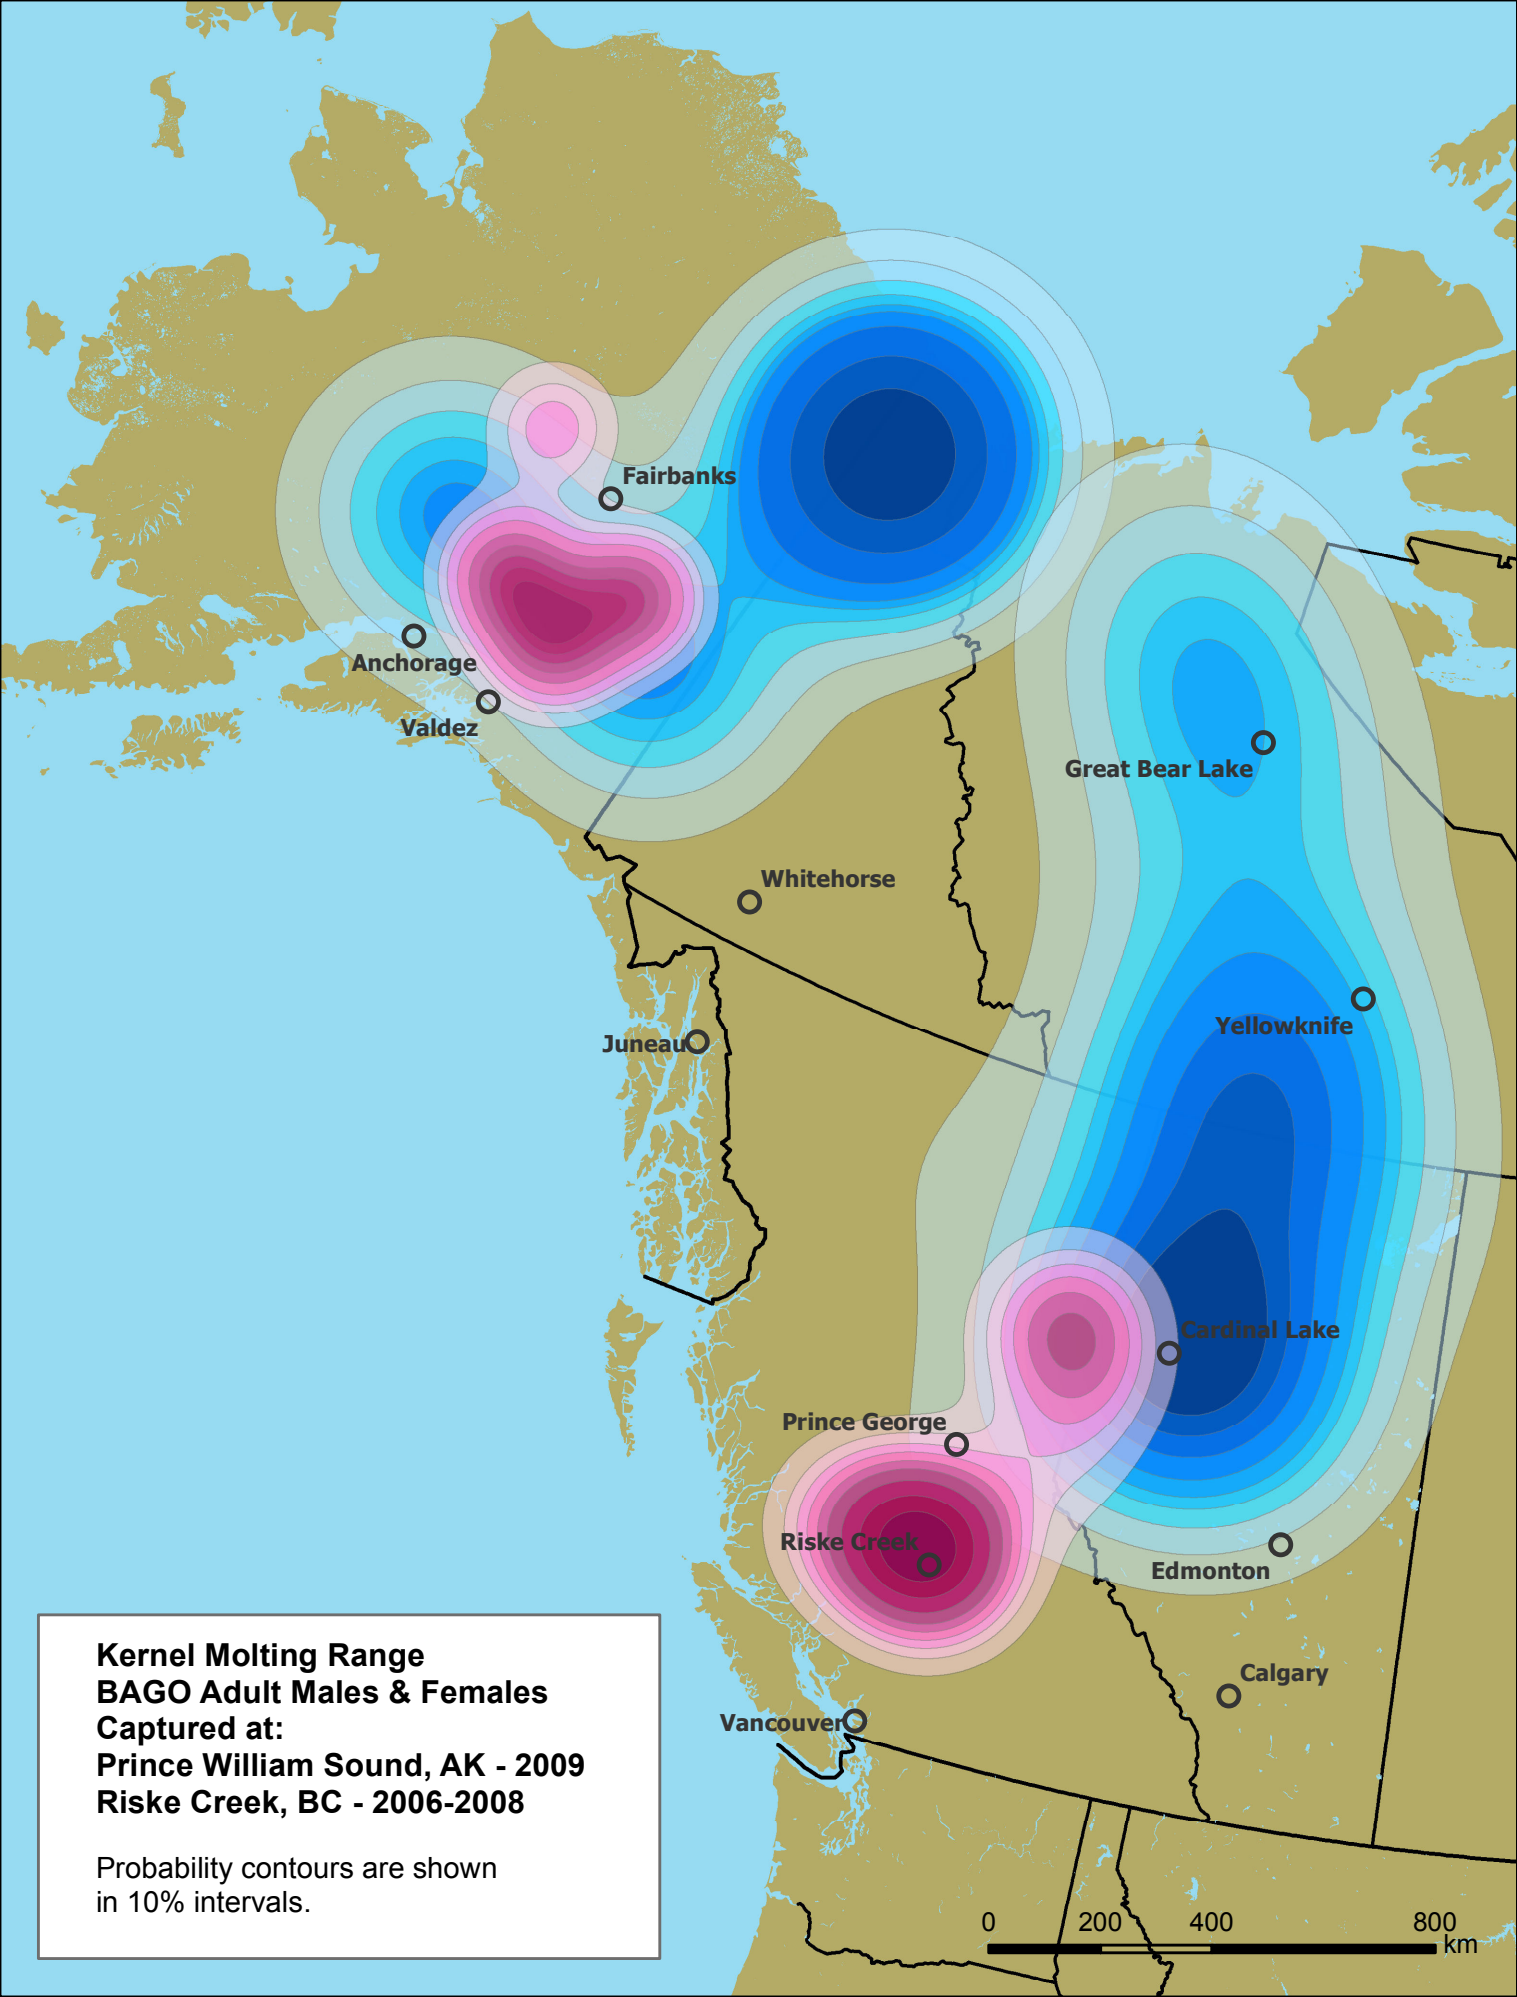 Fairbanks
Anchorage
Valdez
Great Bear Lake
Whitehorse
Yellowknife
Juneau
Cardinal Lake
Prince George
Riske Creek
Edmonton
Calgary
Vancouver
Kernel Molting Range
BAGO Adult Males & Females
Captured at:
Prince William Sound, AK - 2009
Riske Creek, BC - 2006-2008
Probability contours are shown
in 10% intervals.
0 200 400 800
km